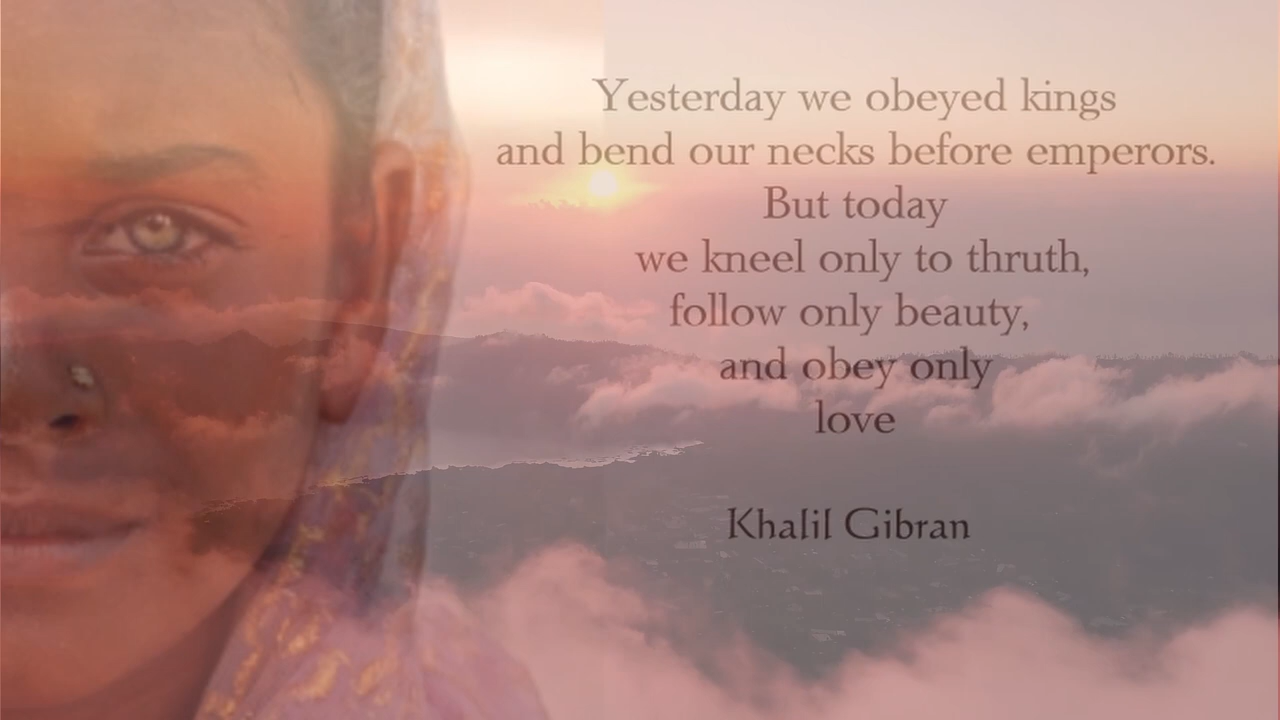 Yesterday we obeyed kings
and bend our necks before emperors.
But today
we kneel only to thruth,
follow only beauty,
and obey only
love
Khalil Gibran